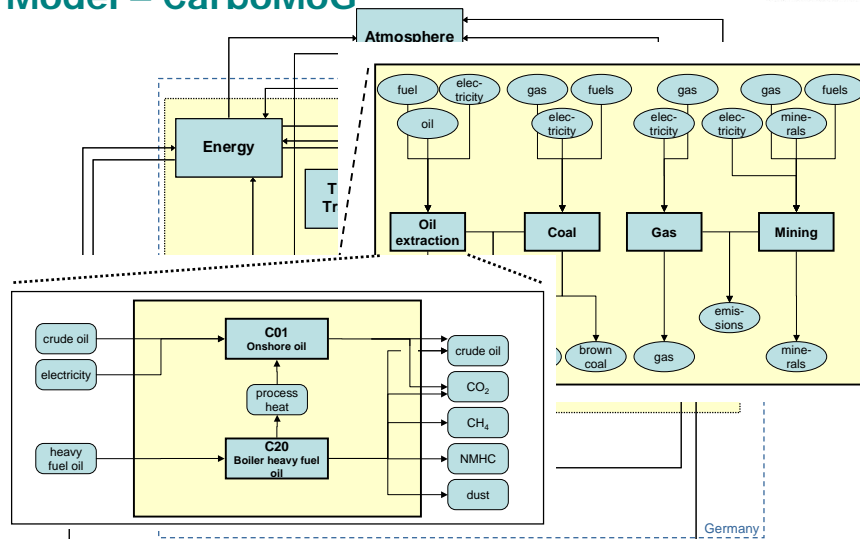 Model – CarboMoG
Atmosphere
Energy
T
Tr
fuel
elec-
tricity
oil
gas
fuels
elec-
tricity
gas
elec-
tricity
gas
fuels
elec-
tricity
mine-
rals
Oil
extraction
Coal
Gas
Mining
brown
coal
gas
emis-
sions
mine-
rals
crude oil
electricity
heavy
fuel oil
C01
Onshore oil
process
heat
C20
Boiler heavy fuel
oil
crude oil
CO₂
CH₄
NMHC
dust
Germany